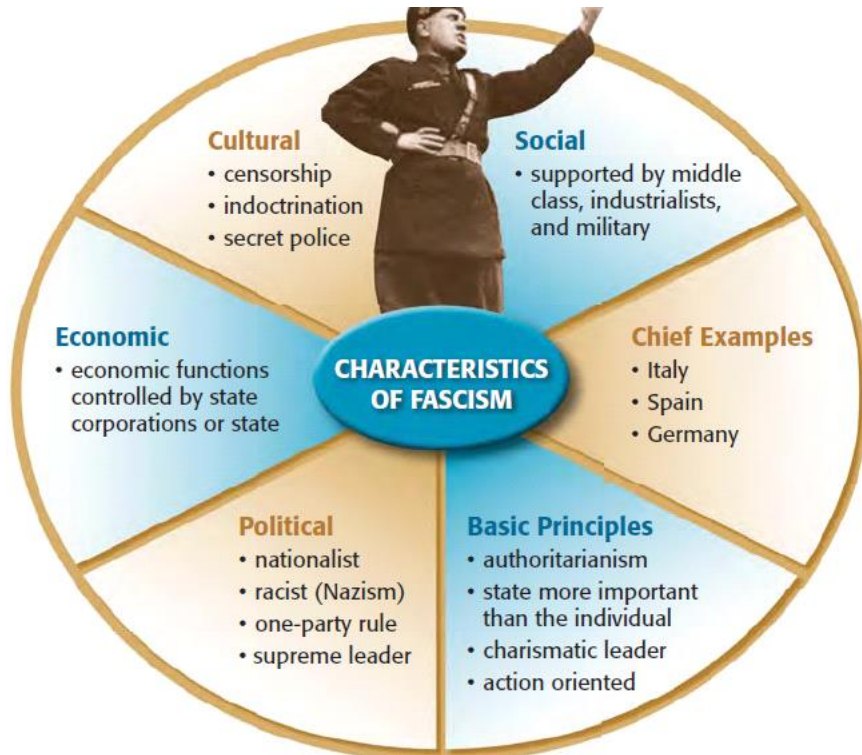 Cultural
• censorship
• indoctrination
• secret police
Social
• supported by middle
class, industrialists,
and military
Economic
• economic functions
controlled by state
corporations or state
CHARACTERISTICS
OF FASCISM
Chief Examples
• Italy
• Spain
• Germany
Political
• nationalist
• racist (Nazism)
• one-party rule
• supreme leader
Basic Principles
• authoritarianism
• state more important
than the individual
• charismatic leader
• action oriented